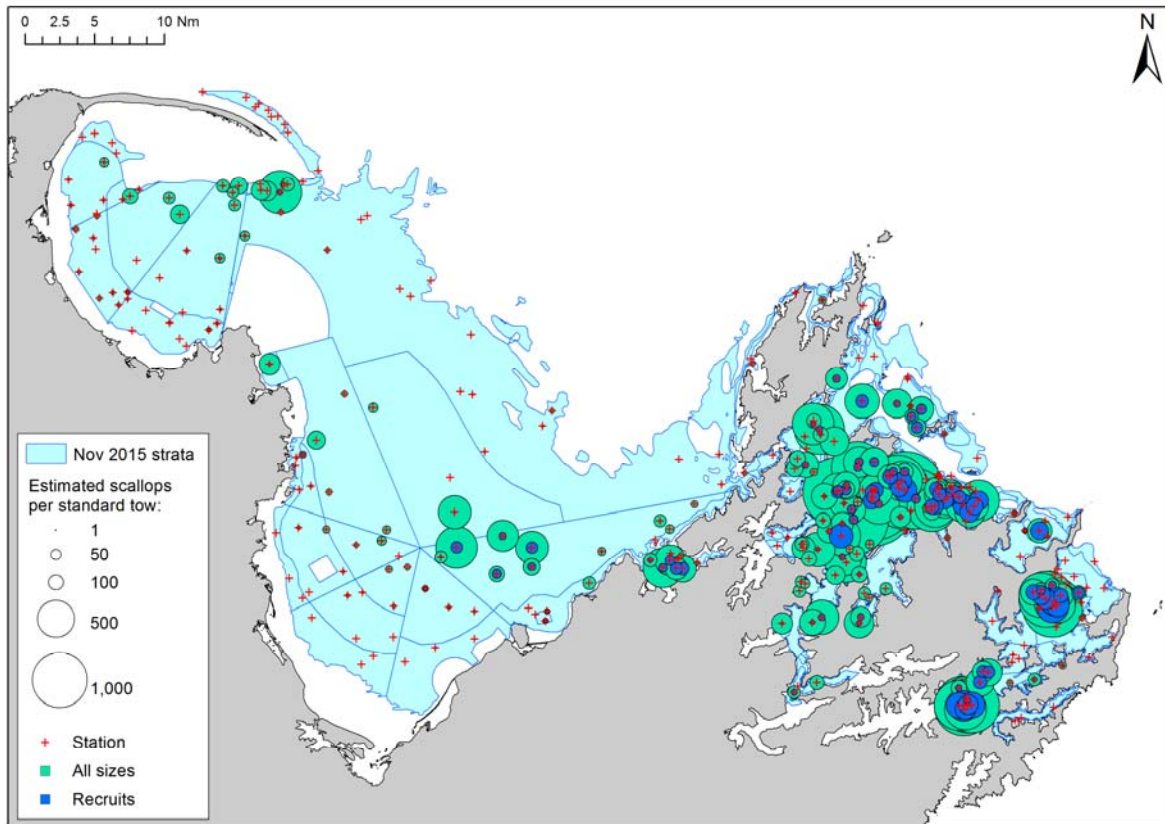 0 2.5 5 10 Nm
N
Nov 2015 strata
Estimated scallops
per standard tow:
1
50
100
500
1,000
Station
All sizes
Recruits